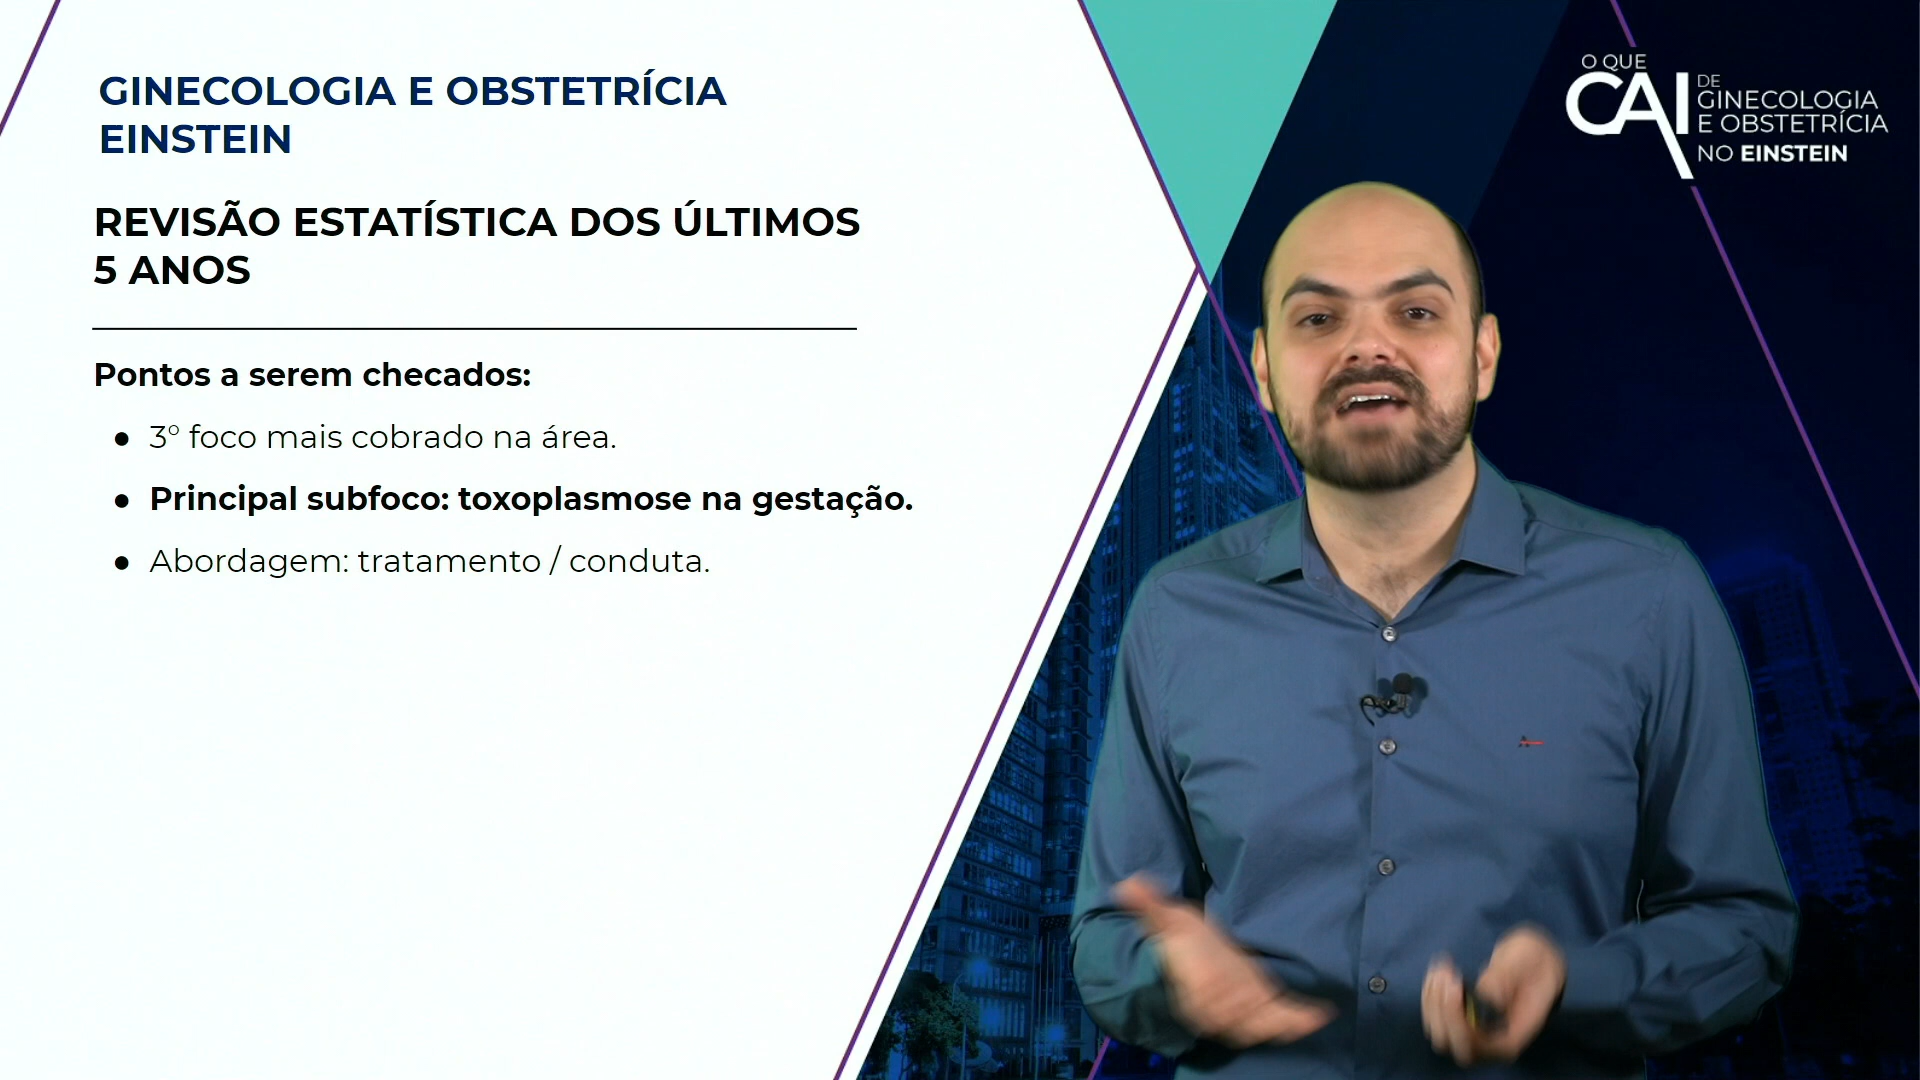 GINECOLOGIA E OBSTETRÍCIA
EINSTEIN
REVISÃO ESTATÍSTICA DOS ÚLTIMOS
5 ANOS
Pontos a serem checados:
● 3º foco mais cobrado na área.
● Principal subfoco: toxoplasmose na gestação.
● Abordagem: tratamento / conduta.
O QUE
CAI DE
GINECOLOGIA
E OBSTETRÍCIA
NO EINSTEIN